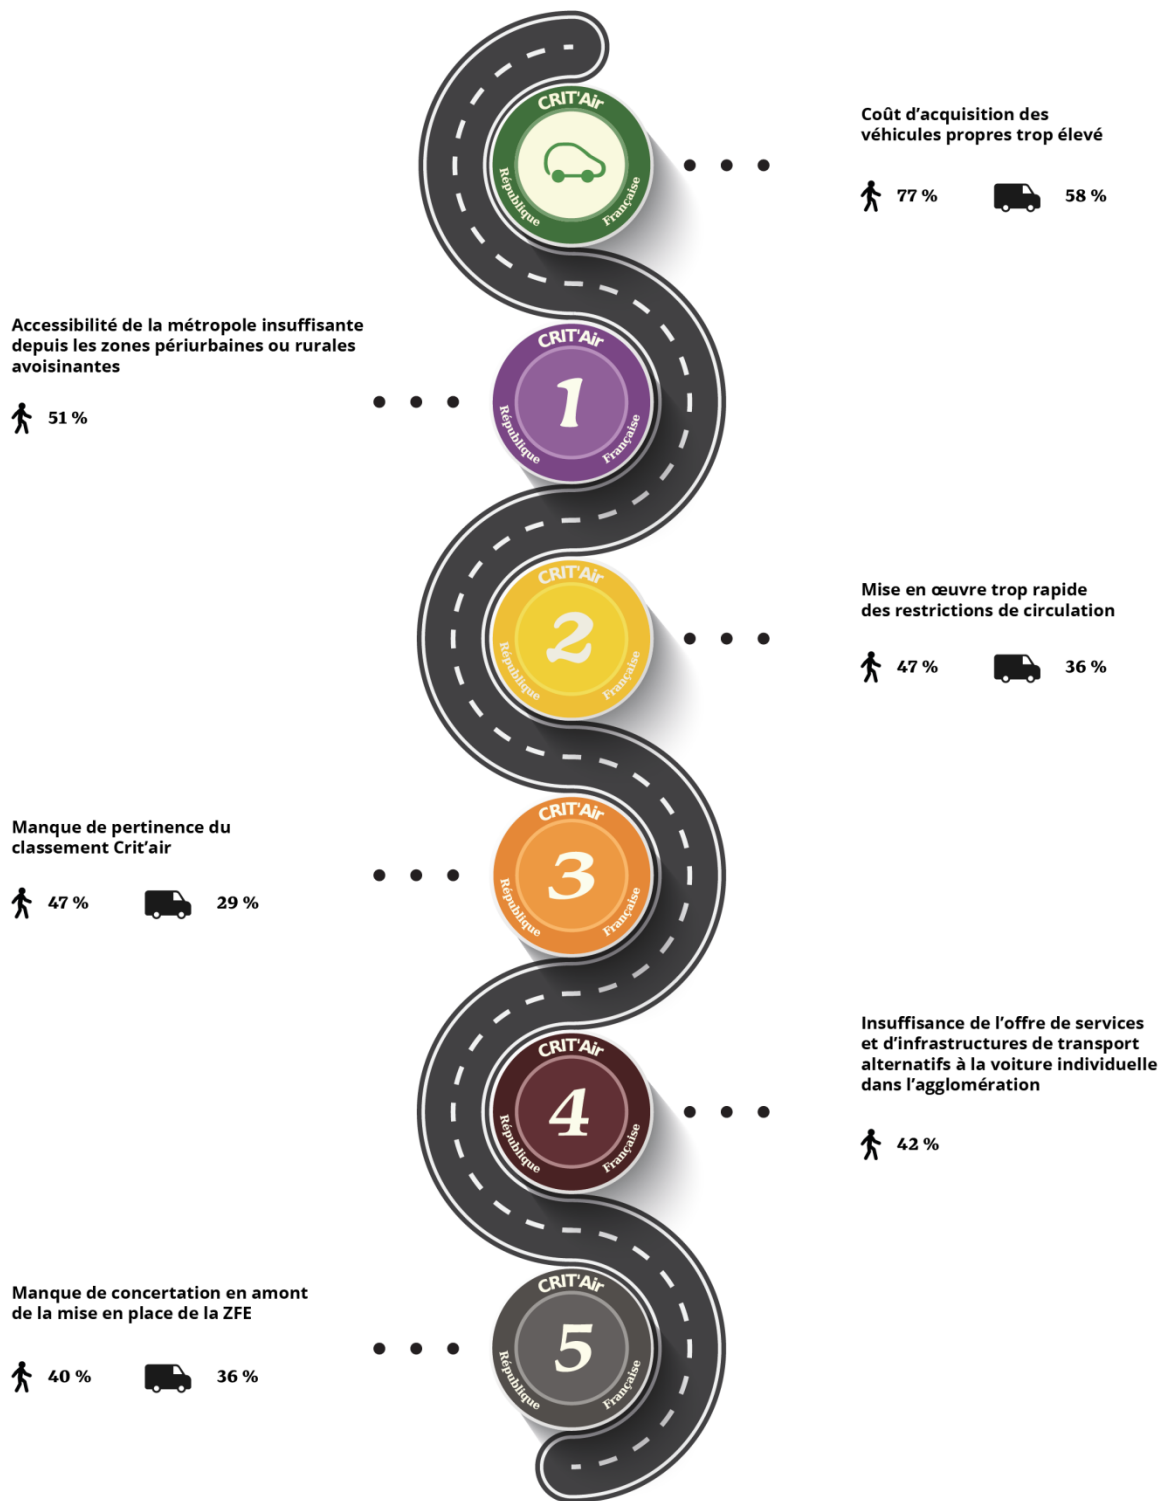 CRIT'Air
République Française
Coût d’acquisition des
véhicules propres trop élevé
77 % 58 %
Accessibilité de la métropole insuffisante
depuis les zones périurbaines ou rurales
avoisinantes
51 %
CRIT'Air
1
République Française
CRIT'Air
2
République Française
Mise en œuvre trop rapide
des restrictions de circulation
47 % 36 %
Manque de pertinence du
classement Crit’air
47 % 29 %
CRIT'Air
3
République Française
CRIT'Air
4
République Française
Insuffisance de l’offre de services
et d’infrastructures de transport
alternatifs à la voiture individuelle
dans l’agglomération
42 %
Manque de concertation en amont
de la mise en place de la ZFE
40 % 36 %
CRIT'Air
5
République Française